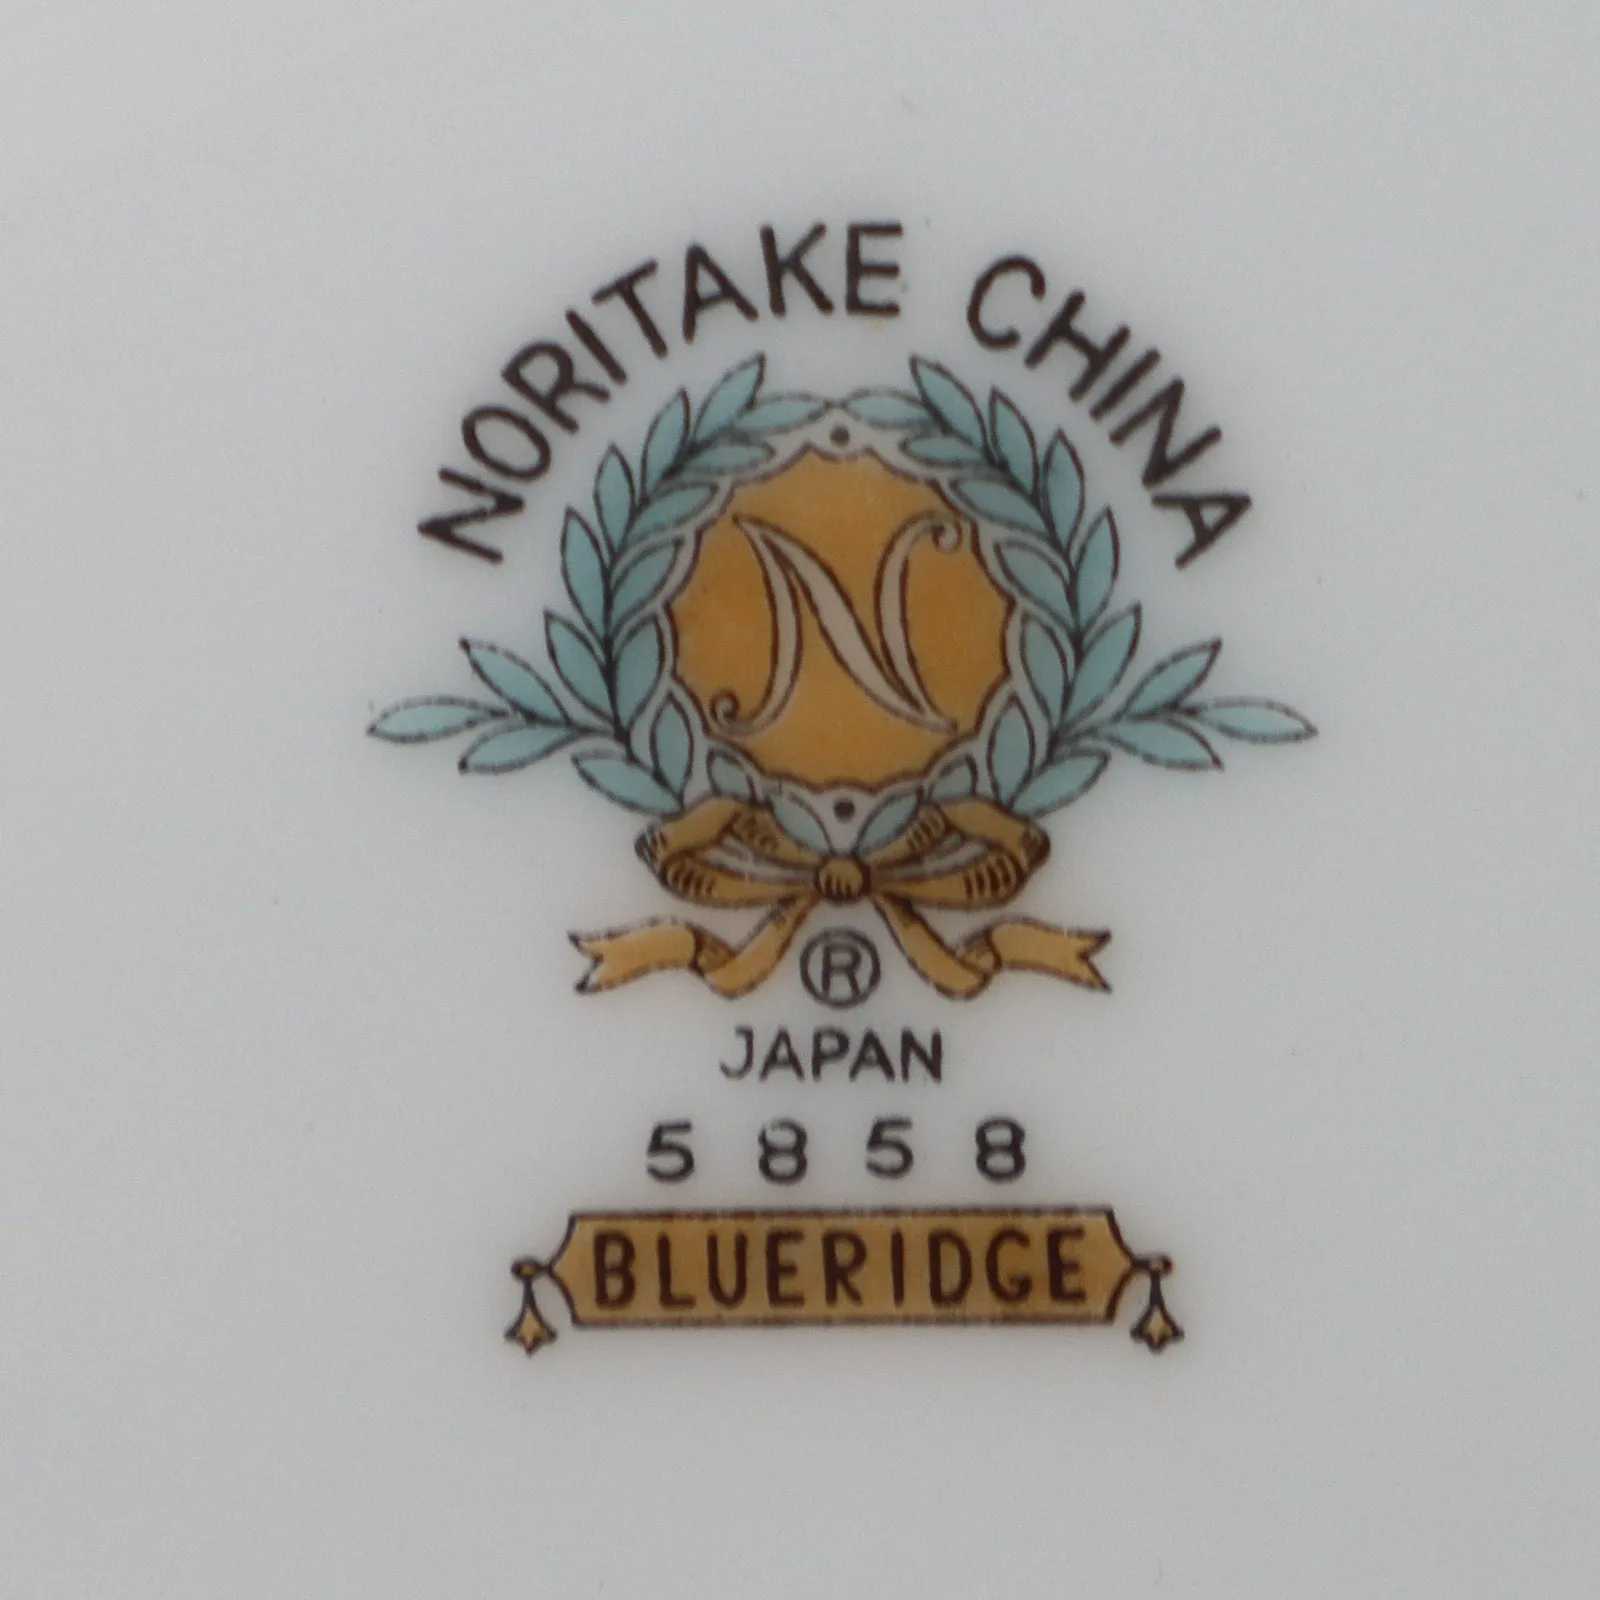 NORITAKE CHINA
N
®
JAPAN
5858
BLUERIDGE